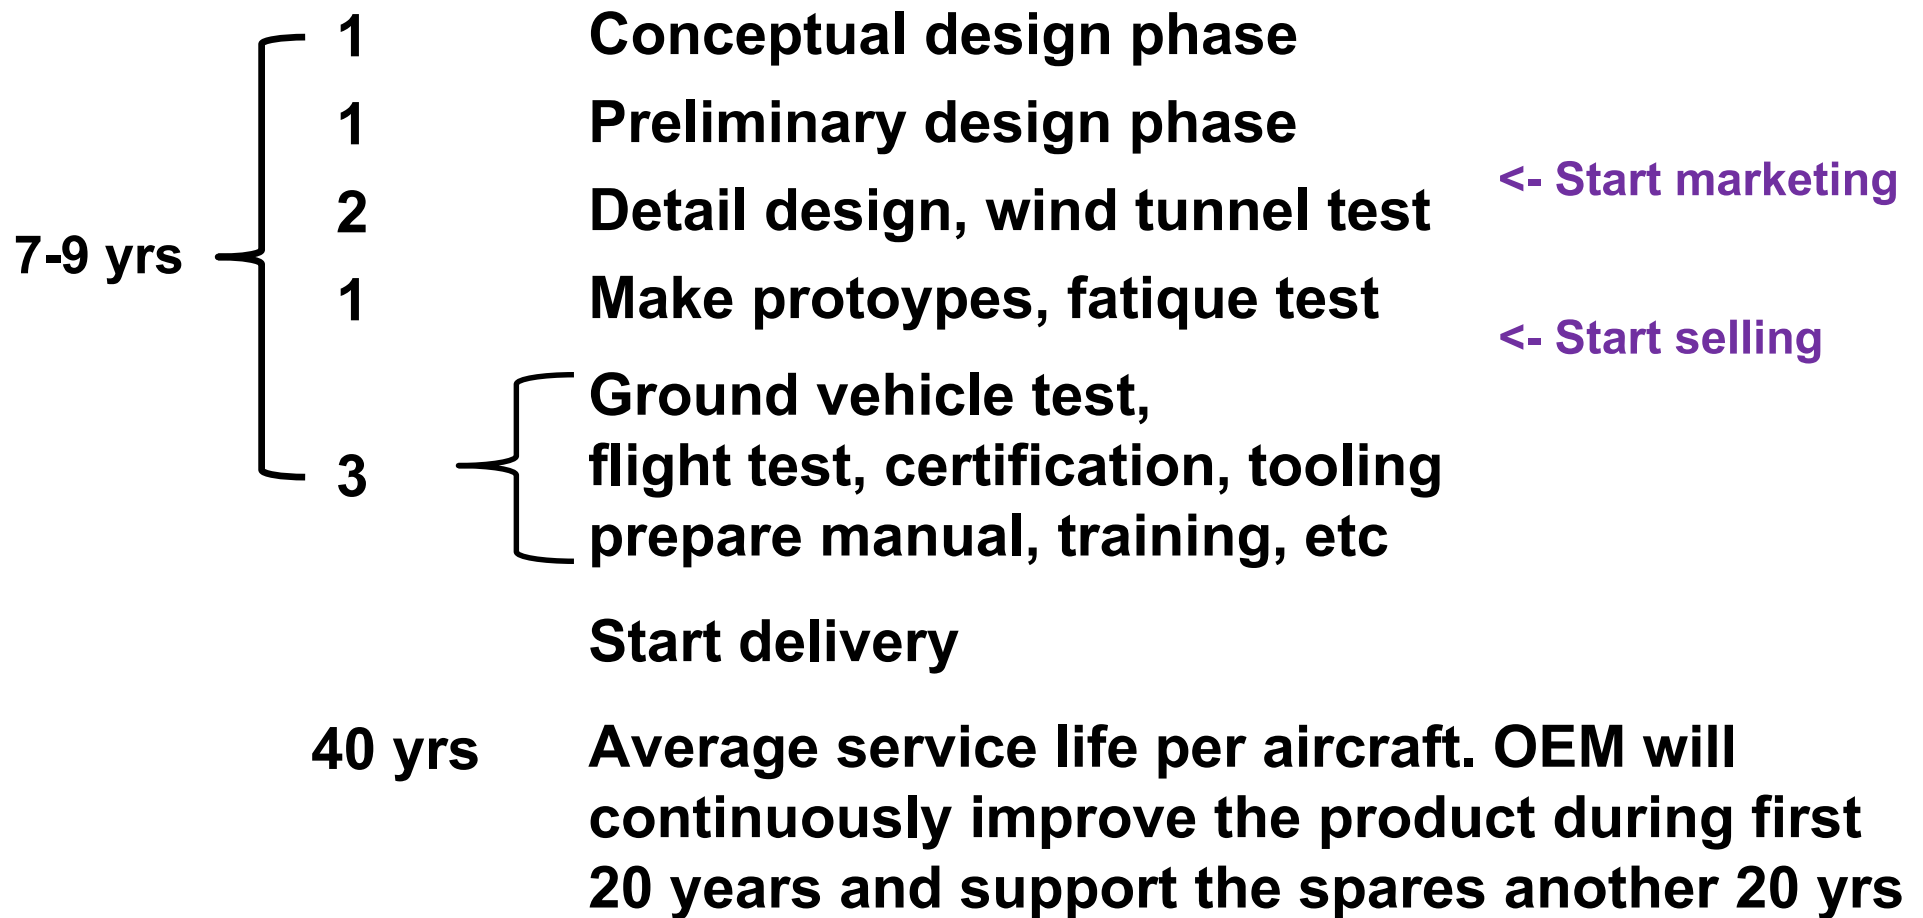 1 Conceptual design phase
1 Preliminary design phase
<- Start marketing
2 Detail design, wind tunnel test
7-9 yrs
1 Make protoypes, fatique test
<- Start selling
Ground vehicle test,
3 flight test, certification, tooling
prepare manual, training, etc
Start delivery
40 yrs Average service life per aircraft. OEM will
continuously improve the product during first
20 years and support the spares another 20 yrs